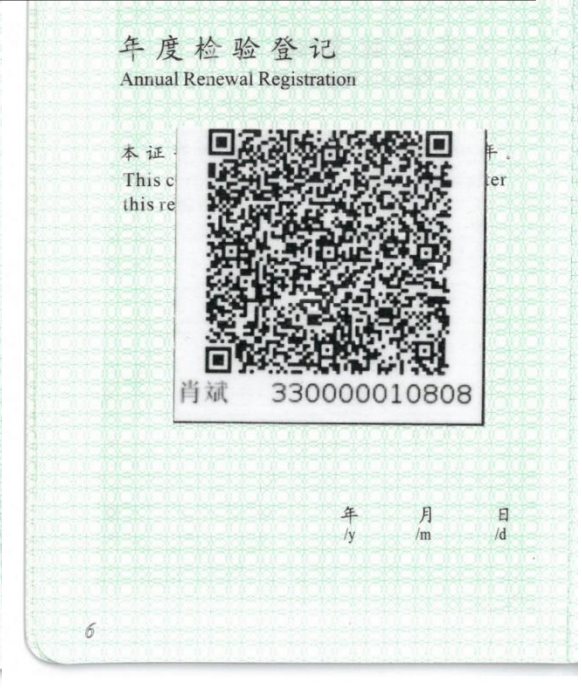 年度检验登记
Annual Renewal Registration
本证 年。
This c ter
this re
肖斌 330000010808
年 月 日
/y /m /d
6